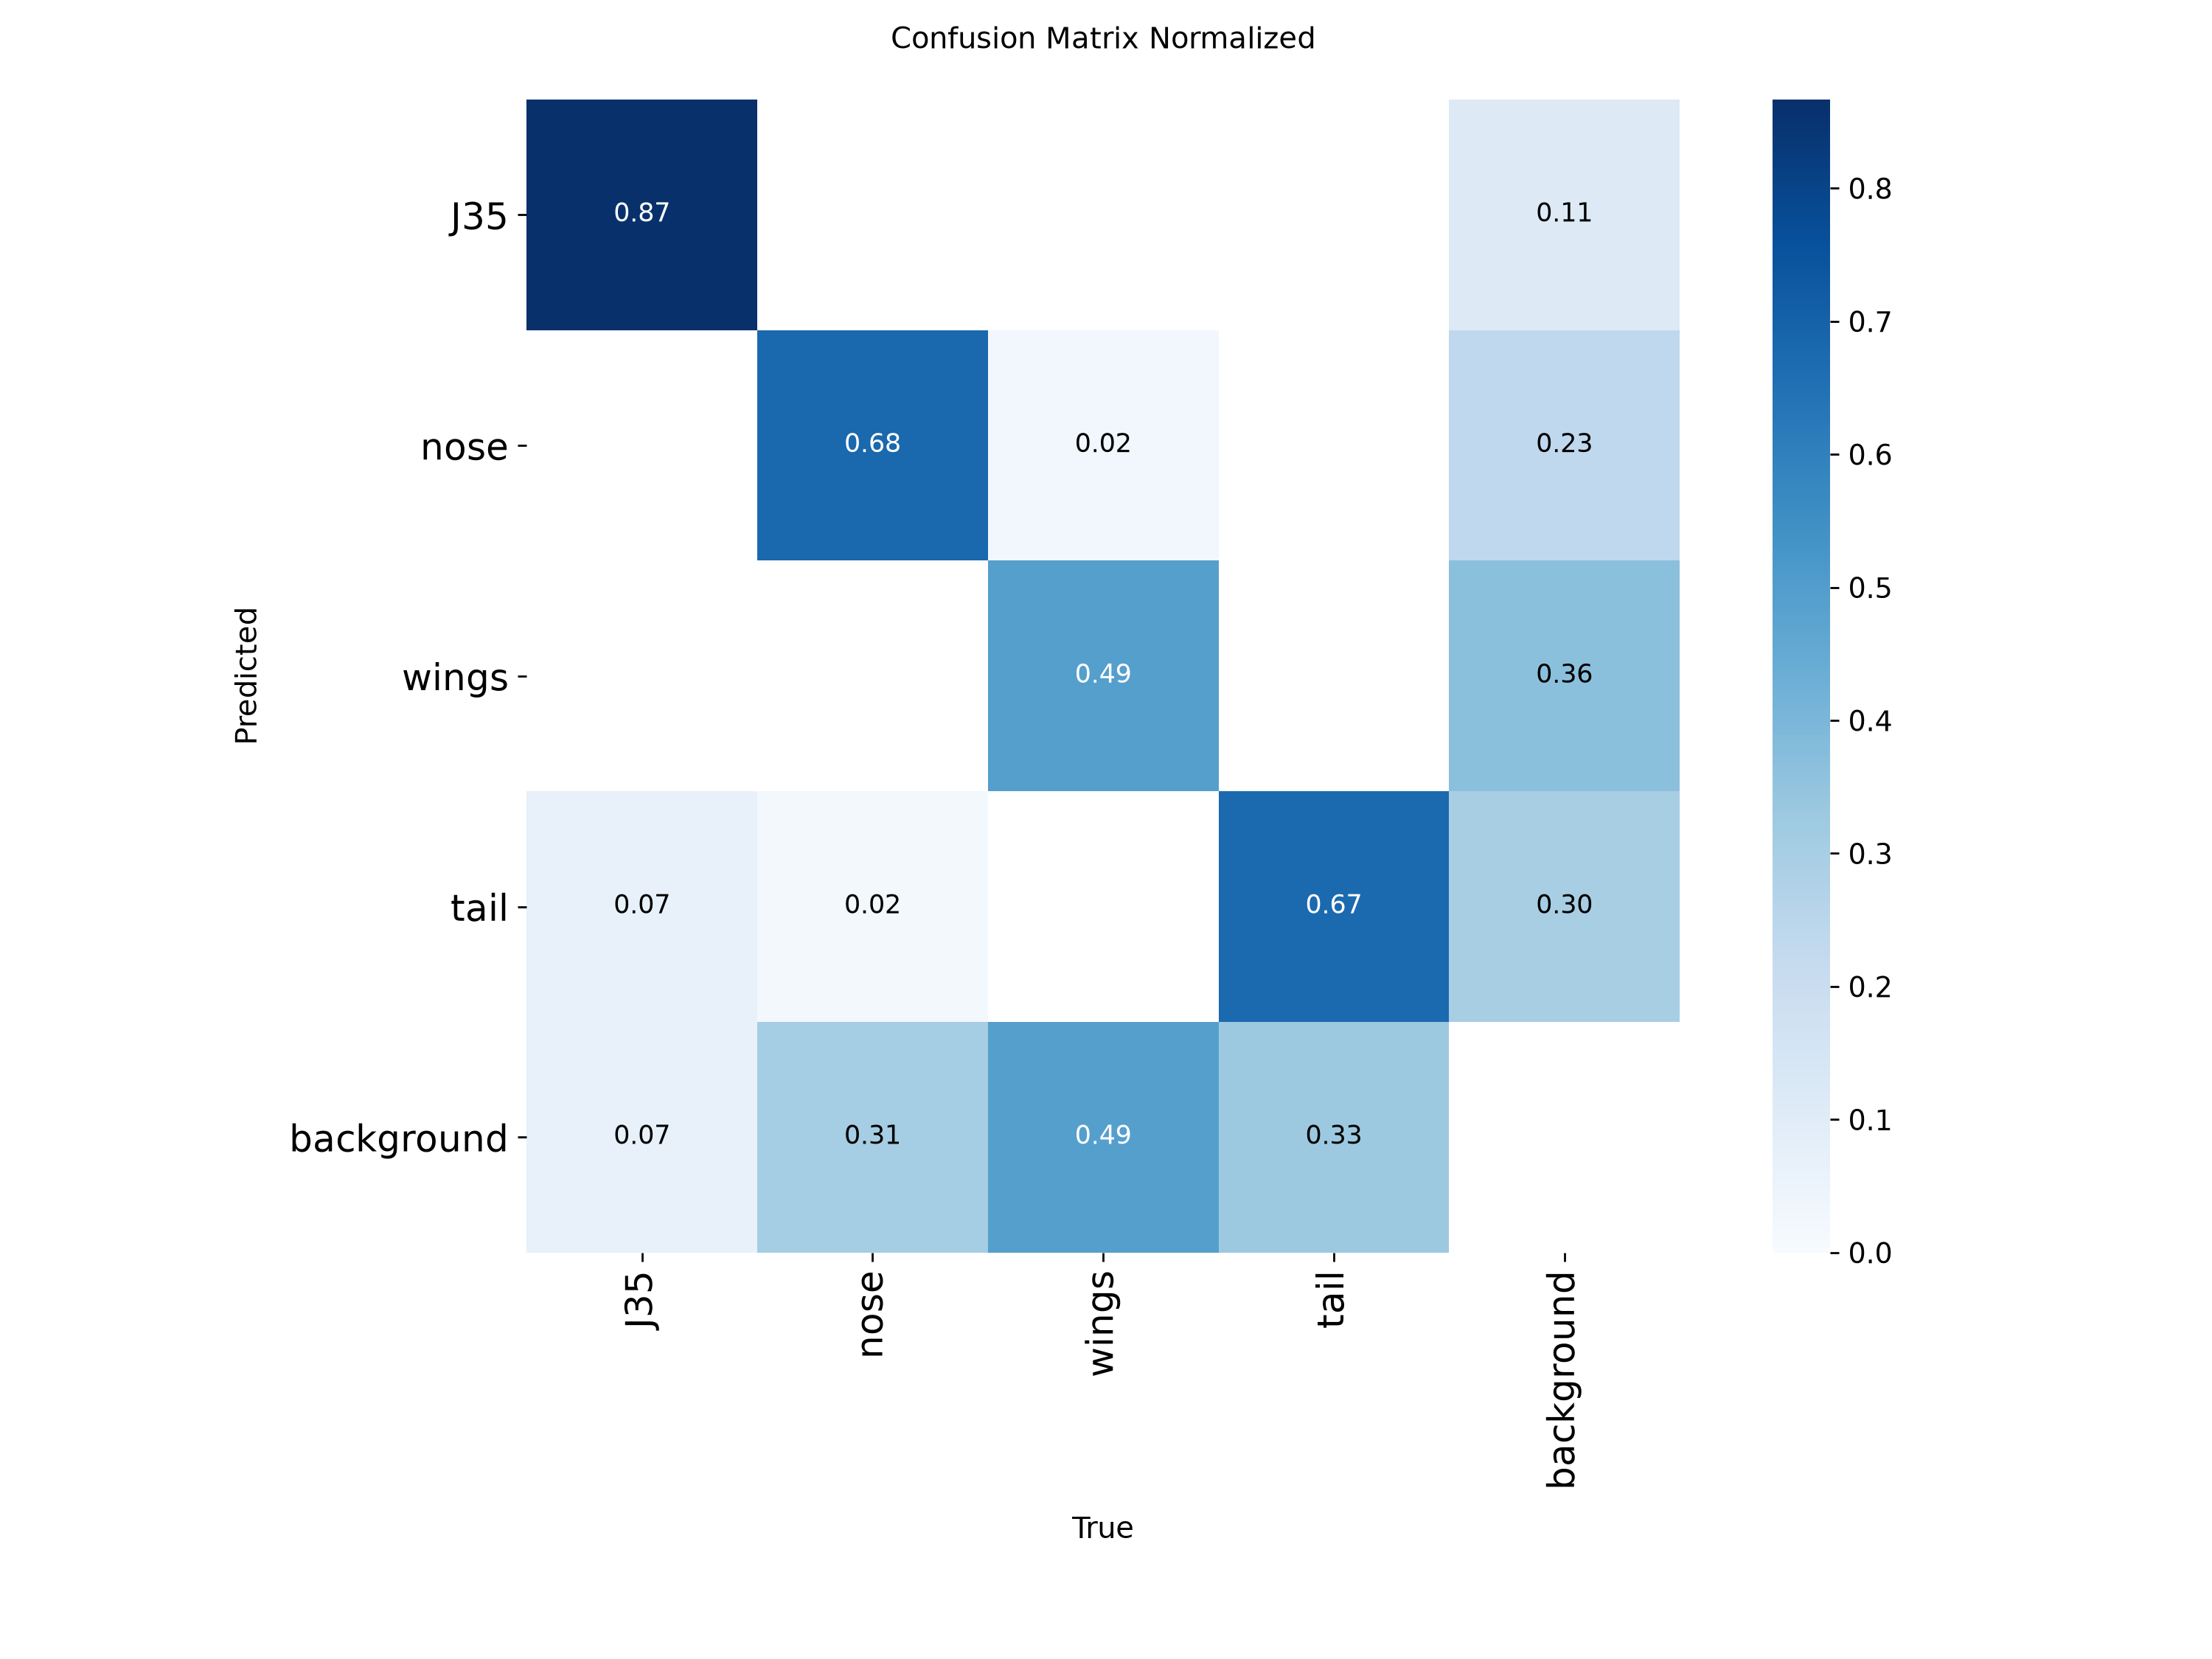 Confusion Matrix Normalized
J35
0.87
0.11
0.8
0.7
nose
0.68
0.02
0.23
0.6
0.5
Predicted
wings
0.49
0.36
0.4
0.3
tail
0.07
0.02
0.67
0.30
0.2
0.1
background
0.07
0.31
0.49
0.33
0.0
J35
nose
wings
tail
background
True